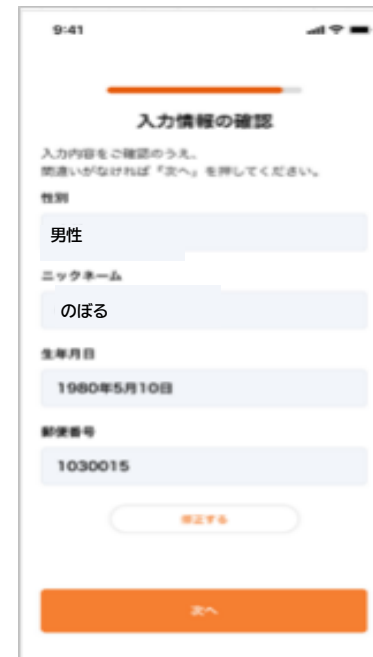 9:41
入力情報の確認
入力内容をご確認のうえ、
間違いがなければ「次へ」を押してください。
性別
男性
ニックネーム
のぼる
生年月日
1980年5月10日
郵便番号
1030015
修正する
次へ